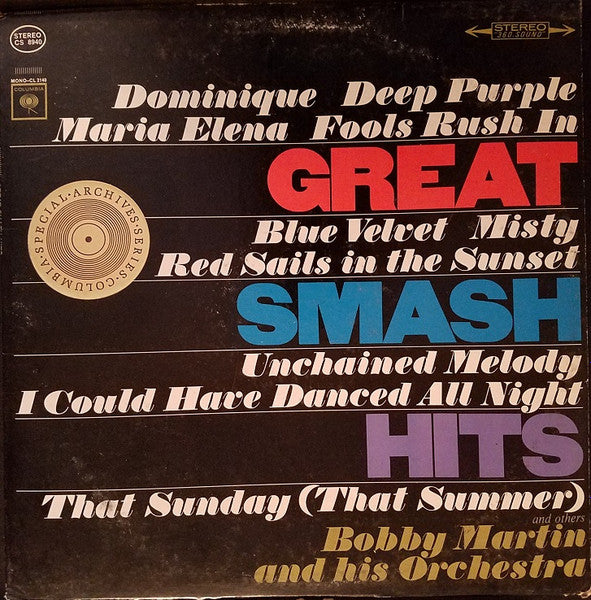 STEREO
CS 8940
STEREO
360 SOUND
MONO-CL 2140
COLUMBIA
Dominique Deep Purple
Maria Elena Fools Rush In
GREAT
COLUMBIA·SPECIAL·ARCHIVES·SERIES·
Blue Velvet Misty
Red Sails in the Sunset
SMASH
Unchained Melody
I Could Have Danced All Night
HITS
That Sunday (That Summer)
and others
Bobby Martin
and his Orchestra